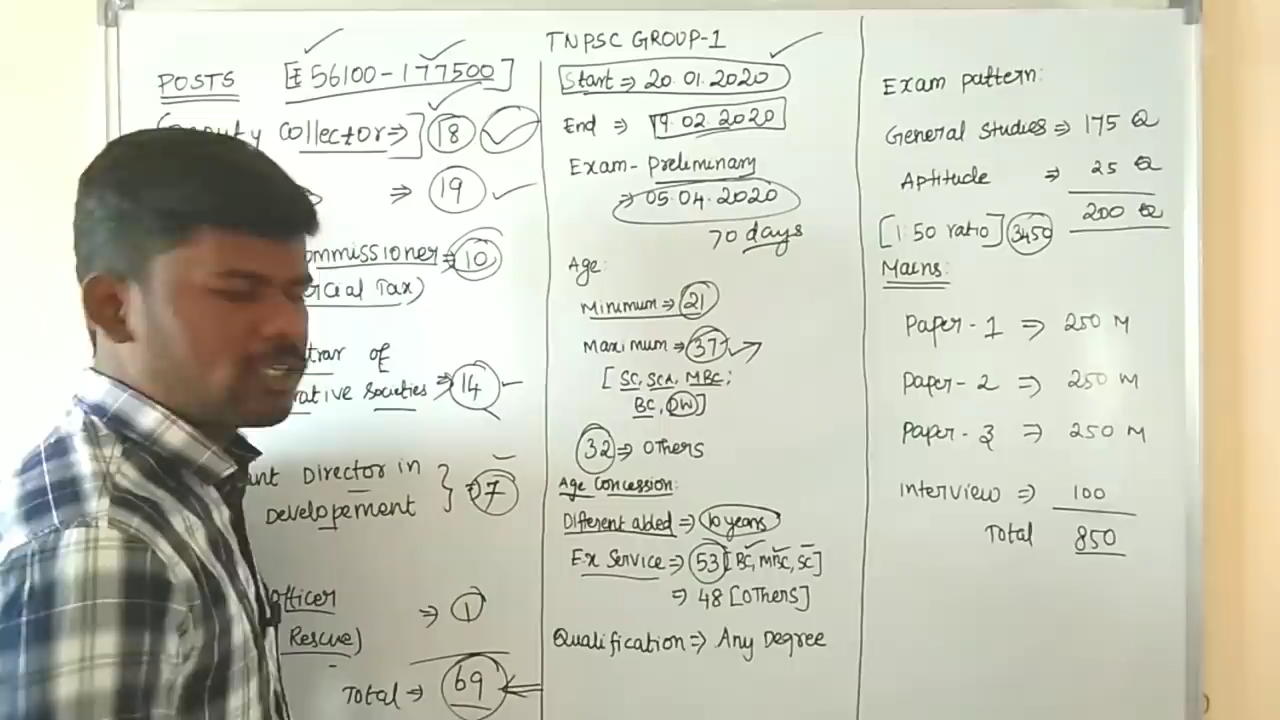 TNPSC GROUP-1
POSTS [₹ 56100-177500]
Collector ⇒] 18
⇒ 19
ommissioner ⇒ 10
cial Tax)
trar of
rative Societies ⇒ 14
ant Director in
Developement } ⇒ 7
officer
Rescue) ⇒ 1
Total → 69
Start ⇒ 20.01.2020
End ⇒ 19.02.2020
Exam- Preliminary
⇒ 05.04.2020
70 days
Age:
Minimum ⇒ 21
Maximum ⇒ 37
[SC, SCA, MBC;
BC, DW]
32 ⇒ Others
Age Concession:
Different abled ⇒ 10 years
Ex Service ⇒ 53 [BC, MBC, SC]
⇒ 48 [Others]
Qualification ⇒ Any Degree
Exam pattern:
General Studies ⇒ 175 Q
Aptitude ⇒ 25 Q
200 Q
[1:50 ratio] 3450
Mains:
Paper-1 ⇒ 250 M
Paper-2 ⇒ 250 M
Paper-3 ⇒ 250 M
Interview ⇒ 100
Total 850